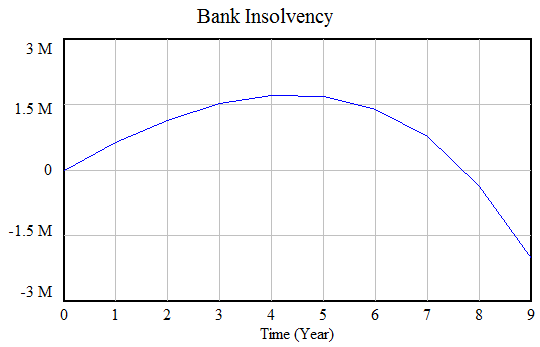 Bank Insolvency
3 M
1.5 M
0
-1.5 M
-3 M
0 1 2 3 4 5 6 7 8 9
Time (Year)